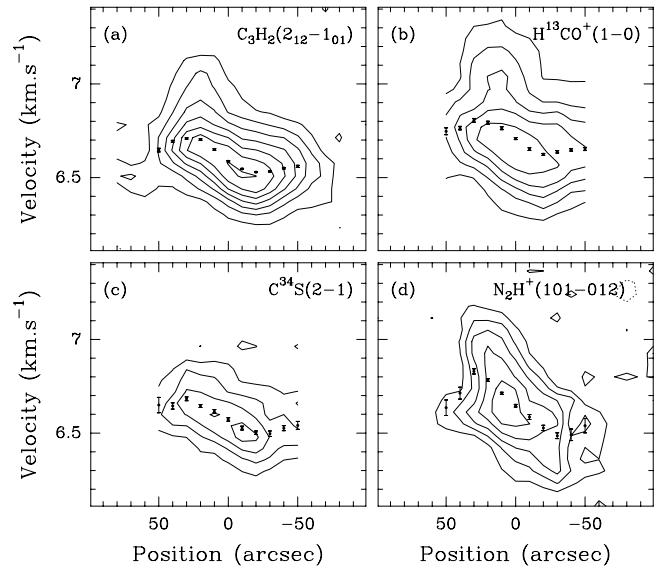 (a) C₃H₂(2₁₂−1₀₁)
(b) H¹³CO⁺(1−0)
7
6.5
Velocity (km.s⁻¹)
(c) C³⁴S(2−1)
(d) N₂H⁺(101−012)
7
6.5
Velocity (km.s⁻¹)
50 0 −50
50 0 −50
Position (arcsec)
Position (arcsec)